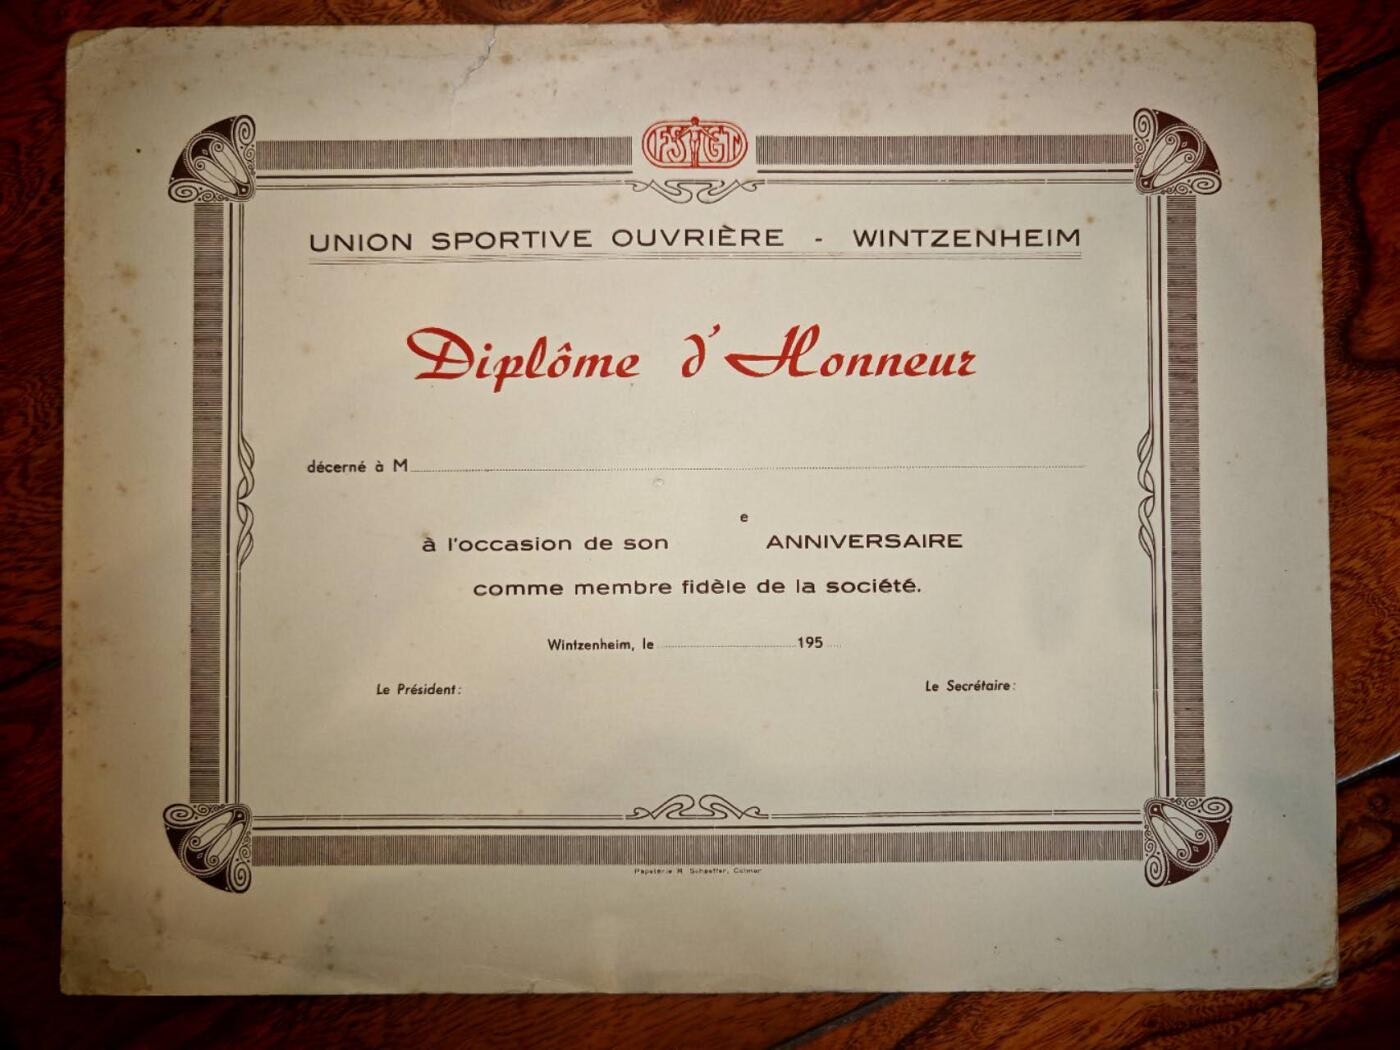 FSGT
UNION SPORTIVE OUVRIÈRE - WINTZENHEIM
Diplôme d'Honneur
décerné à M
à l'occasion de son e ANNIVERSAIRE
comme membre fidèle de la société.
Wintzenheim, le 195
Le Président: Le Secrétaire:
Papeterie R. Schaeffer, Colmar